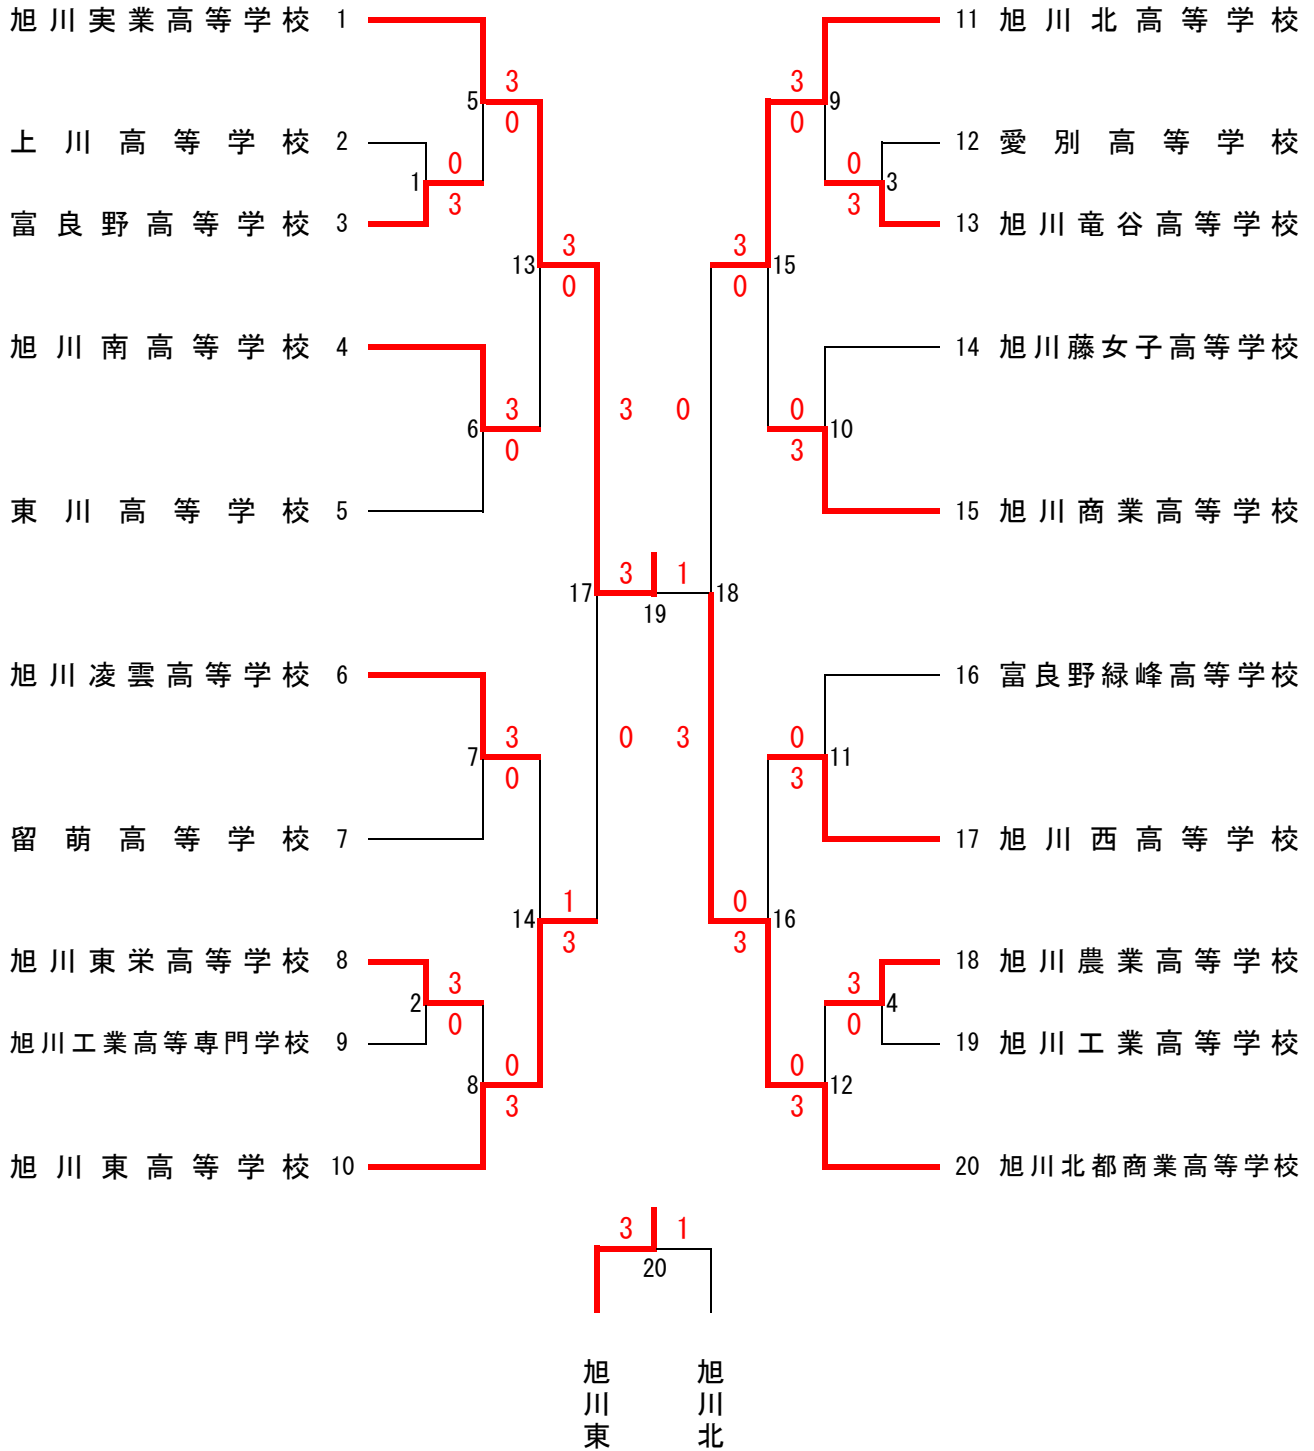 旭川実業高等学校 1
11 旭川北高等学校
3
3
5
9
0
0
上川高等学校 2
12 愛別高等学校
0
0
1
3
3
3
富良野高等学校 3
13 旭川竜谷高等学校
3
3
13
15
0
0
旭川南高等学校 4
14 旭川藤女子高等学校
3
3 0
0
6
10
0
3
東川高等学校 5
15 旭川商業高等学校
3 1
17
18
19
旭川凌雲高等学校 6
16 富良野緑峰高等学校
3
0 3
0
7
11
0
3
留萌高等学校 7
17 旭川西高等学校
1
0
14
16
3
3
旭川東栄高等学校 8
18 旭川農業高等学校
3
3
2
4
0
0
旭川工業高等専門学校 9
19 旭川工業高等学校
0
0
8
12
3
3
旭川東高等学校 10
20 旭川北都商業高等学校
3 1
20
旭川東
旭川北